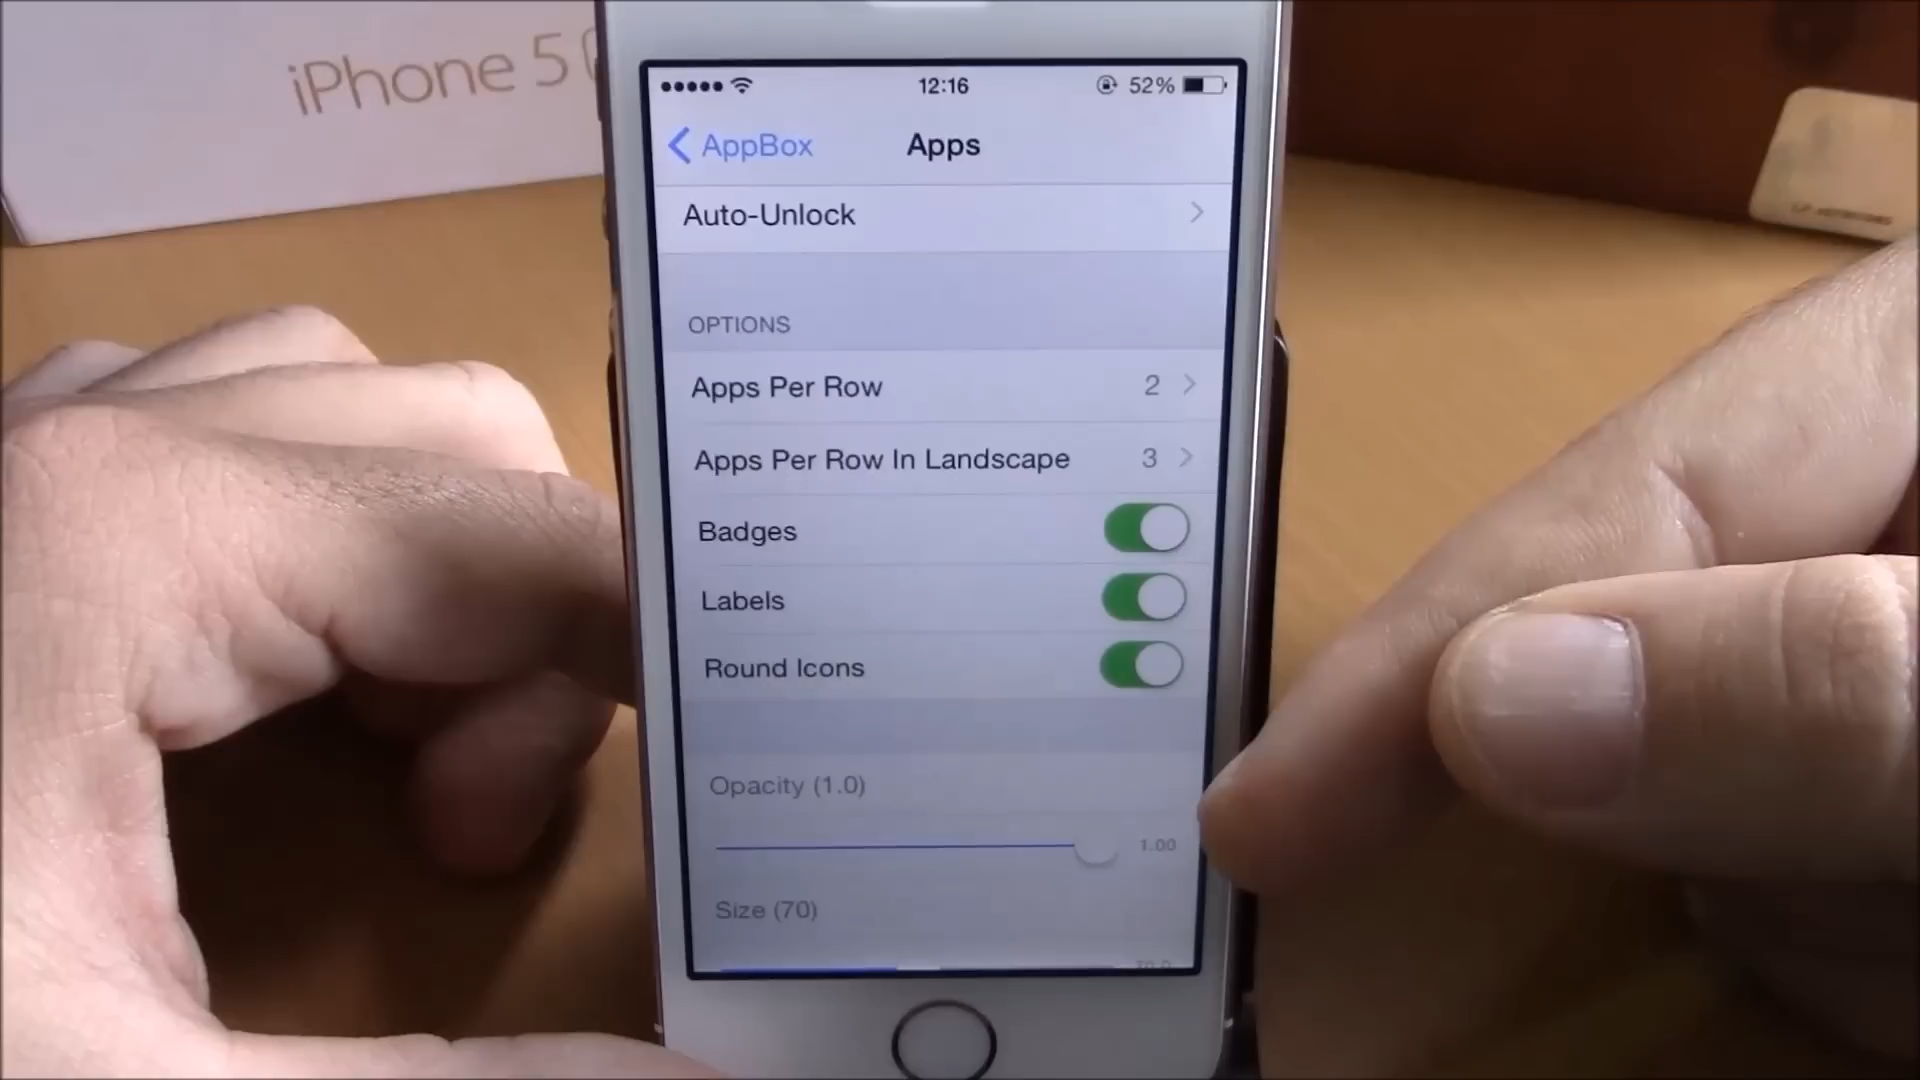 iPhone 5
12:16
52%
AppBox
Apps
Auto-Unlock
OPTIONS
Apps Per Row 2
Apps Per Row In Landscape 3
Badges
Labels
Round Icons
Opacity (1.0)
1.00
Size (70)